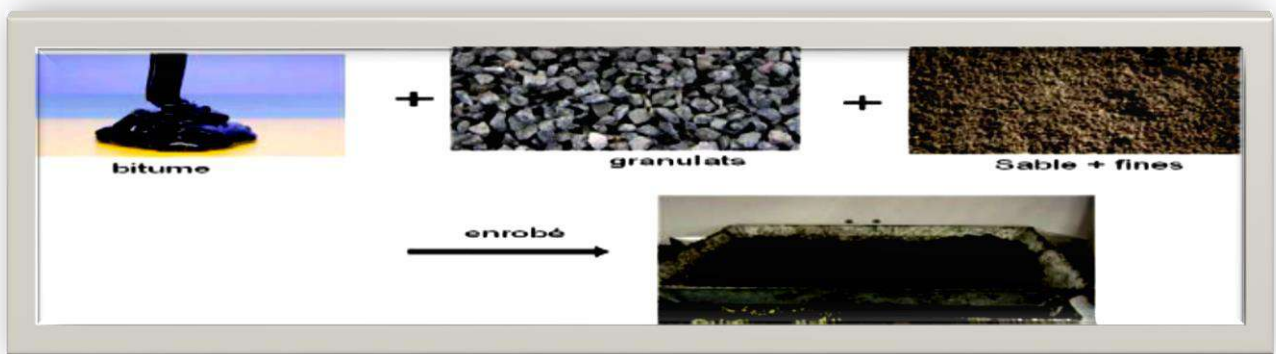 +
+
bitume
granulats
Sable + fines
enrobé